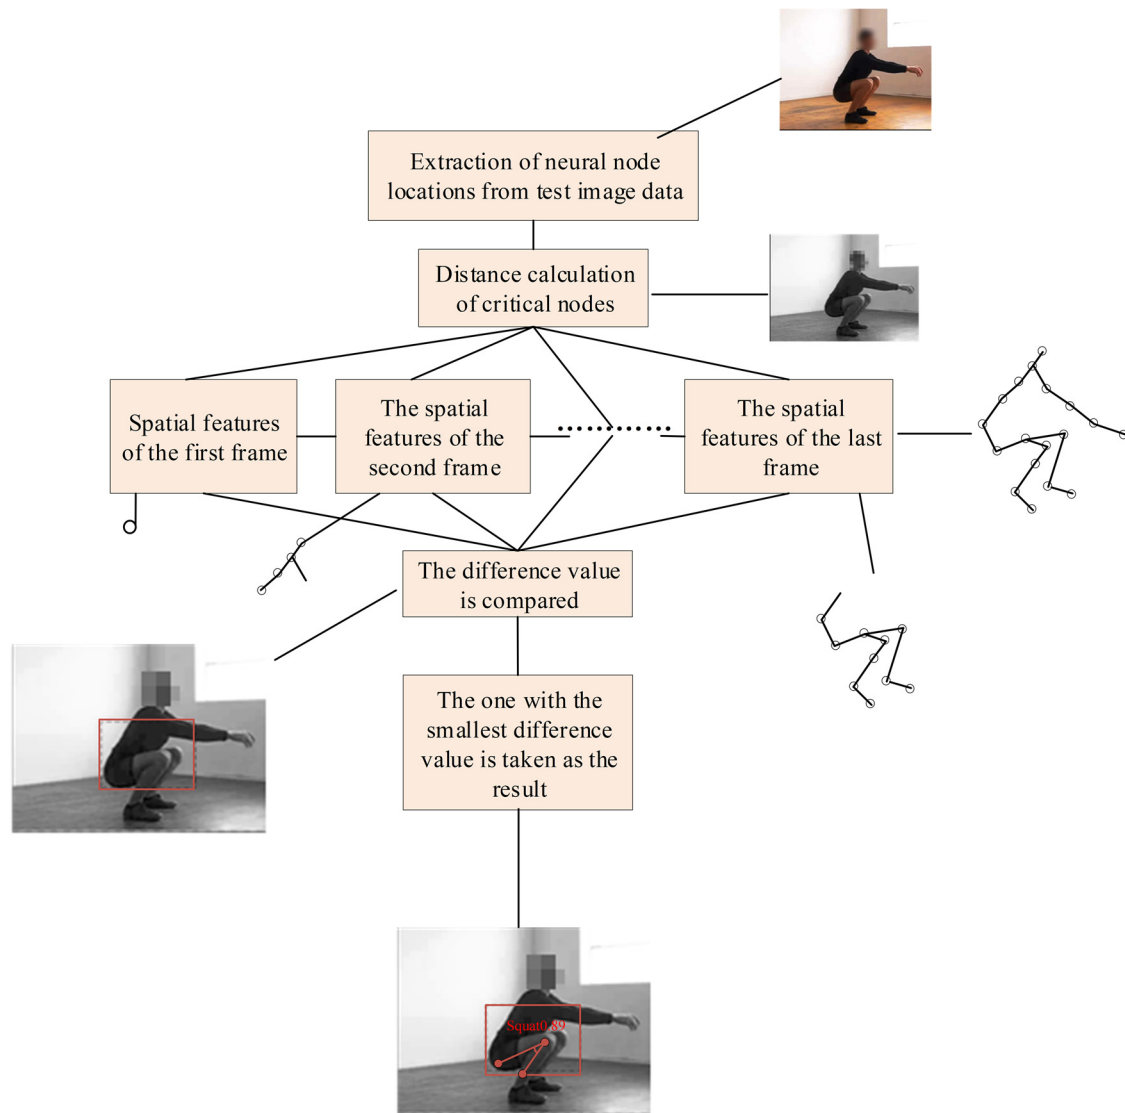 Extraction of neural node
locations from test image data
Distance calculation
of critical nodes
Spatial features
of the first frame
The spatial
features of the
second frame
The spatial
features of the last
frame
The difference value
is compared
The one with the
smallest difference
value is taken as the
result
Squat0.89